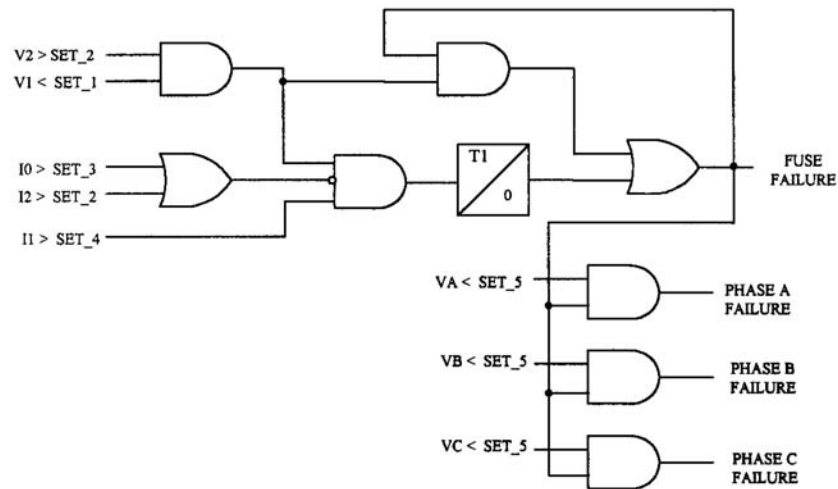 V2 > SET_2
V1 < SET_1
I0 > SET_3
I2 > SET_2
I1 > SET_4
T1
0
FUSE
FAILURE
VA < SET_5
PHASE A
FAILURE
VB < SET_5
PHASE B
FAILURE
VC < SET_5
PHASE C
FAILURE